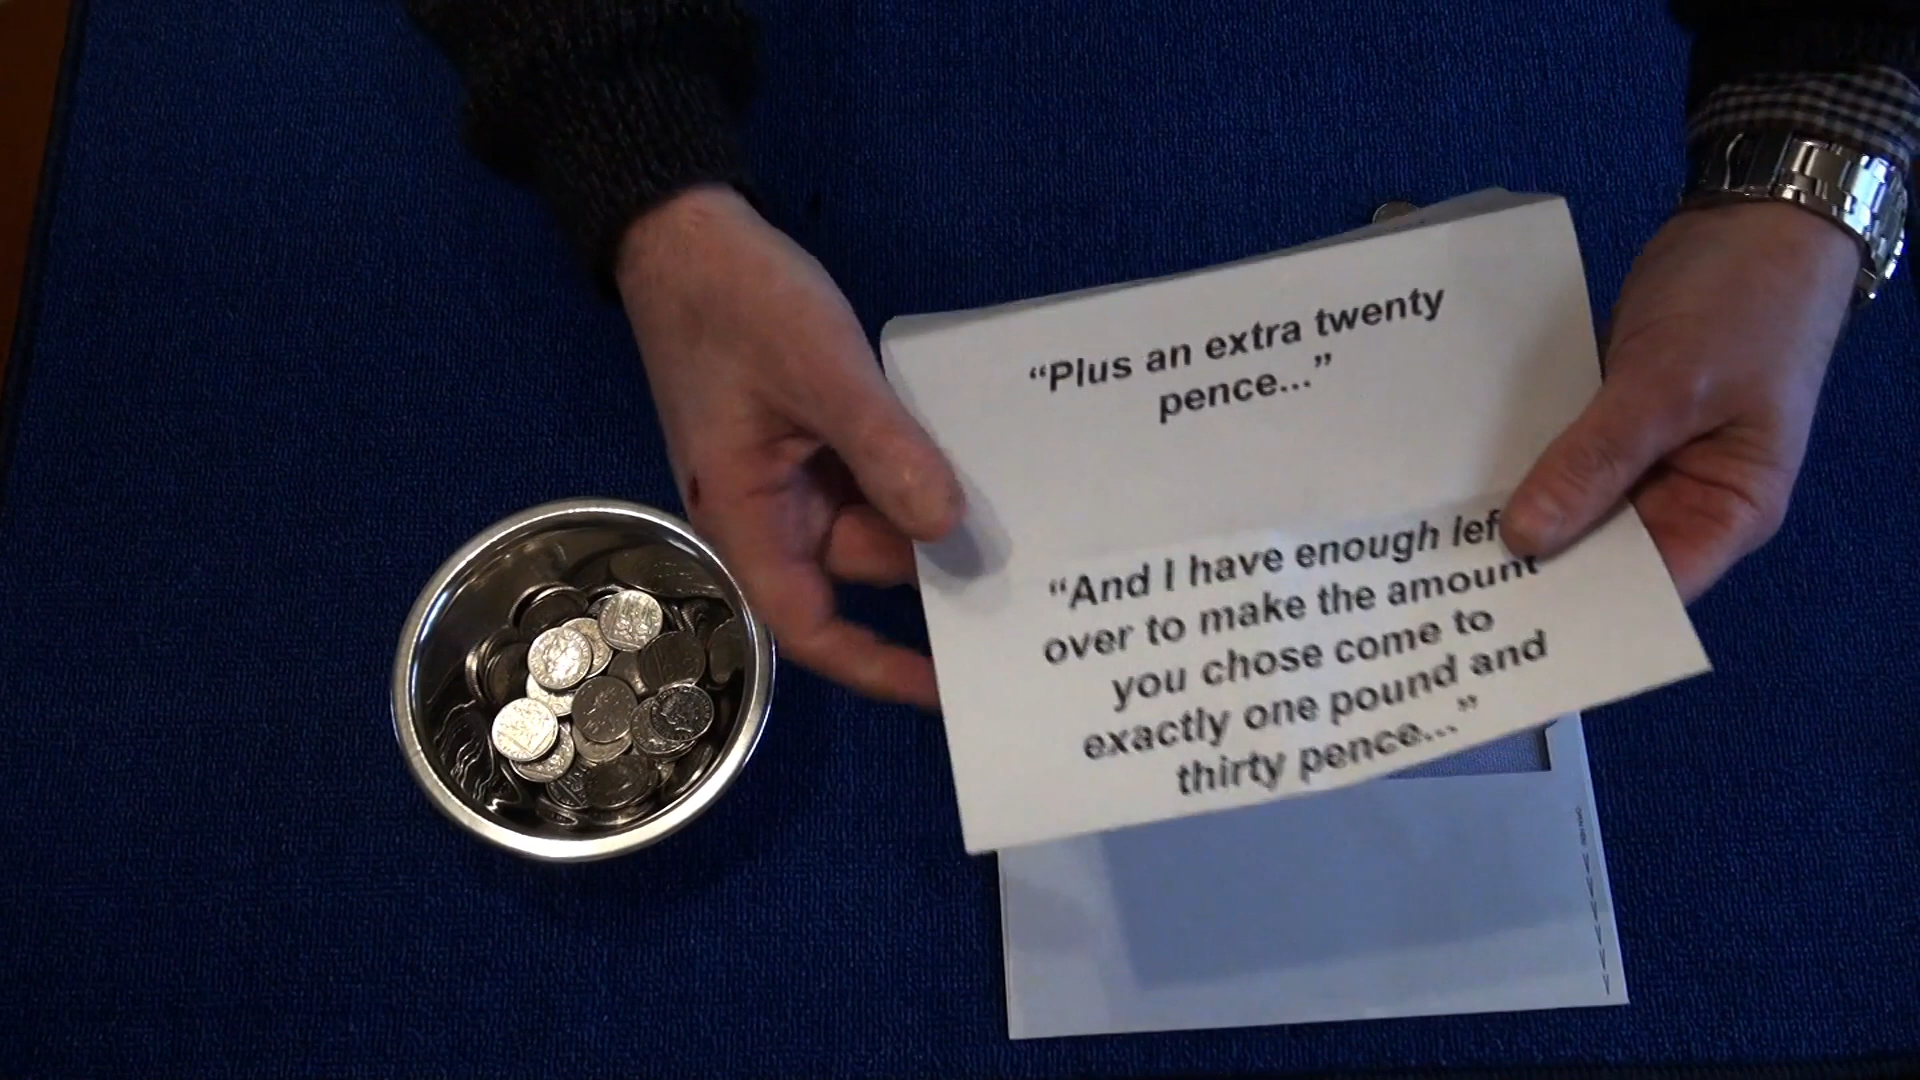 “Plus an extra twenty
pence...”
“And I have enough lef
over to make the amount
you chose come to
exactly one pound and
thirty pence...”